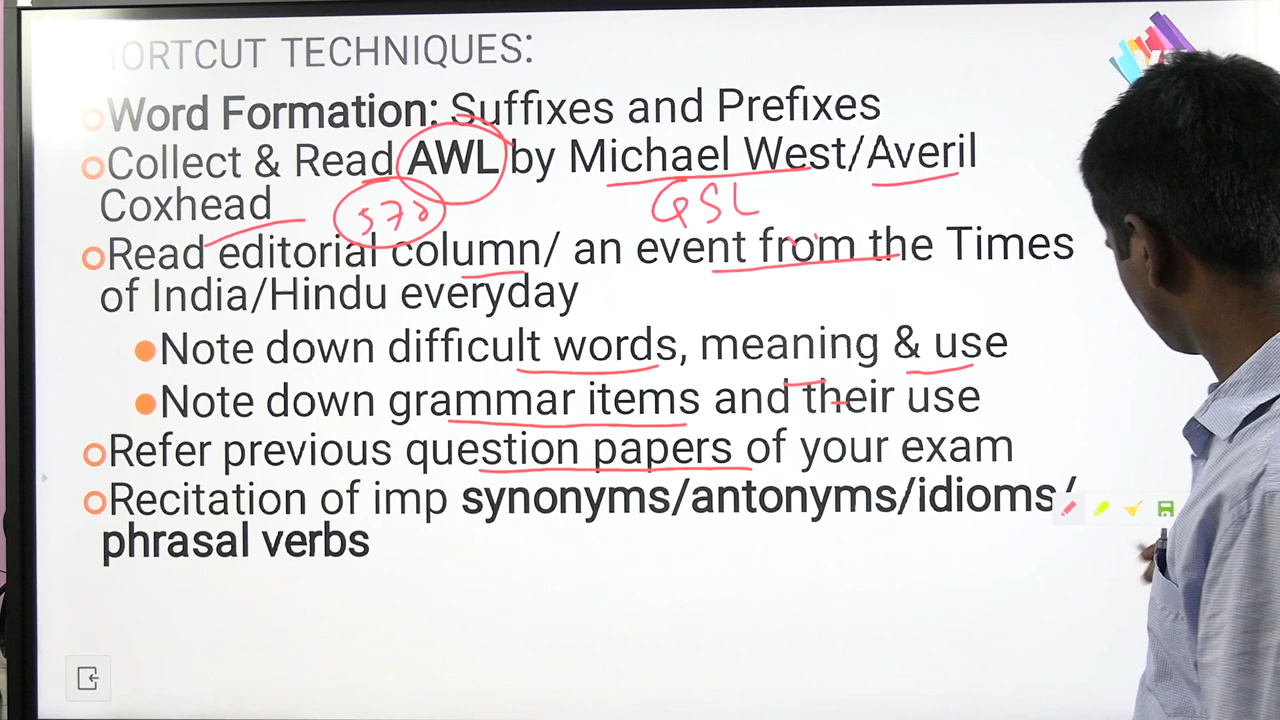 ORTCUT TECHNIQUES:
Word Formation: Suffixes and Prefixes
Collect & Read AWL by Michael West/Averil
Coxhead 570 GSL
Read editorial column/ an event from the Times
of India/Hindu everyday
Note down difficult words, meaning & use
Note down grammar items and their use
Refer previous question papers of your exam
Recitation of imp synonyms/antonyms/idioms/
phrasal verbs